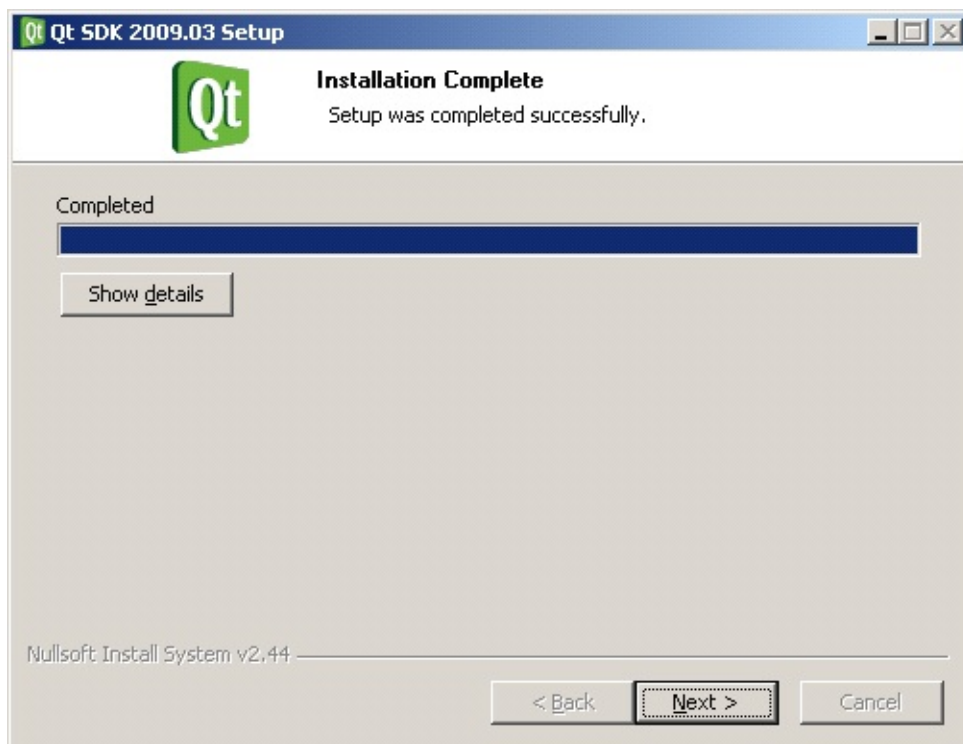 Qt Qt SDK 2009.03 Setup
Qt
Installation Complete
Setup was completed successfully.
Completed
Show details
Nullsoft Install System v2.44
< Back
Next >
Cancel